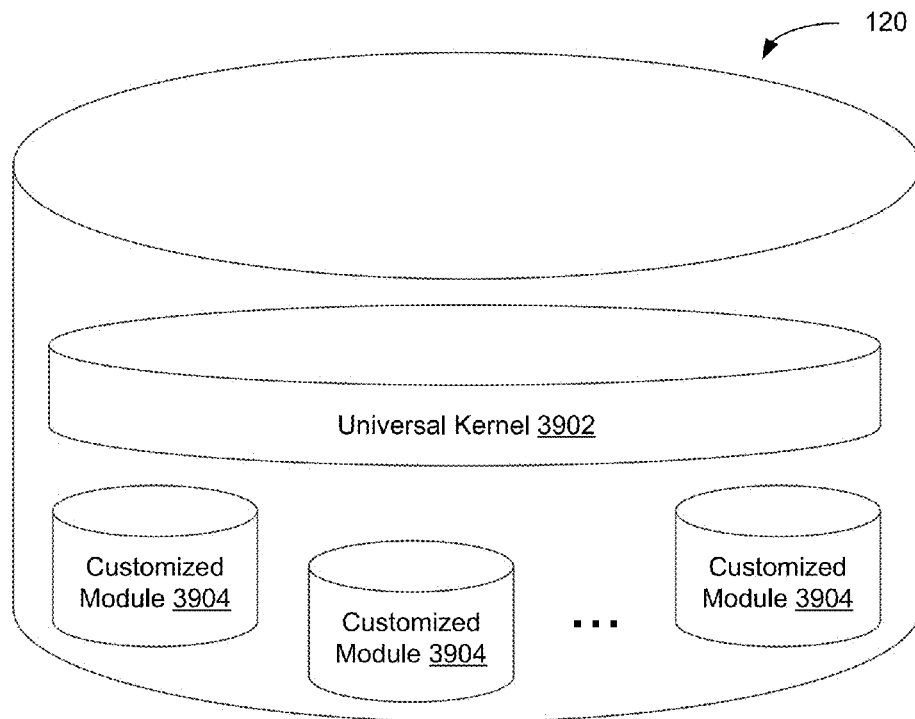 120
Universal Kernel 3902
Customized
Module 3904
Customized
Module 3904
...
Customized
Module 3904